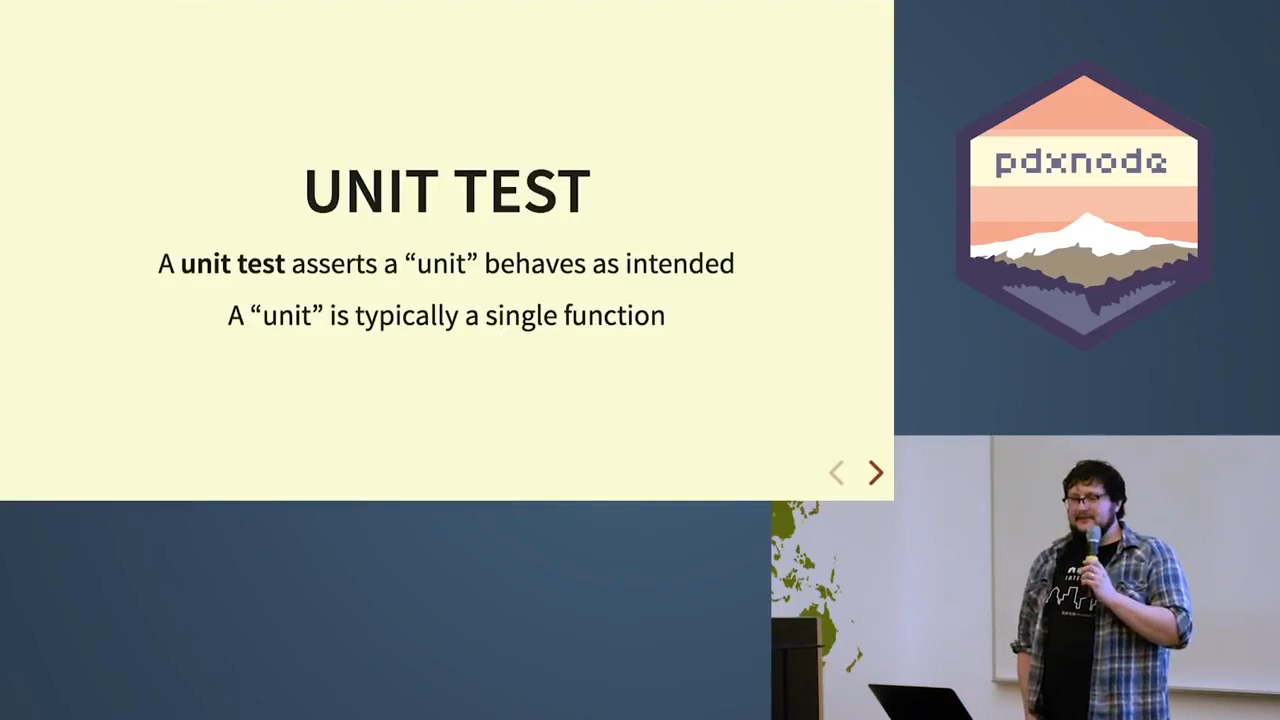 UNIT TEST
A unit test asserts a “unit” behaves as intended
A “unit” is typically a single function
pdxnode